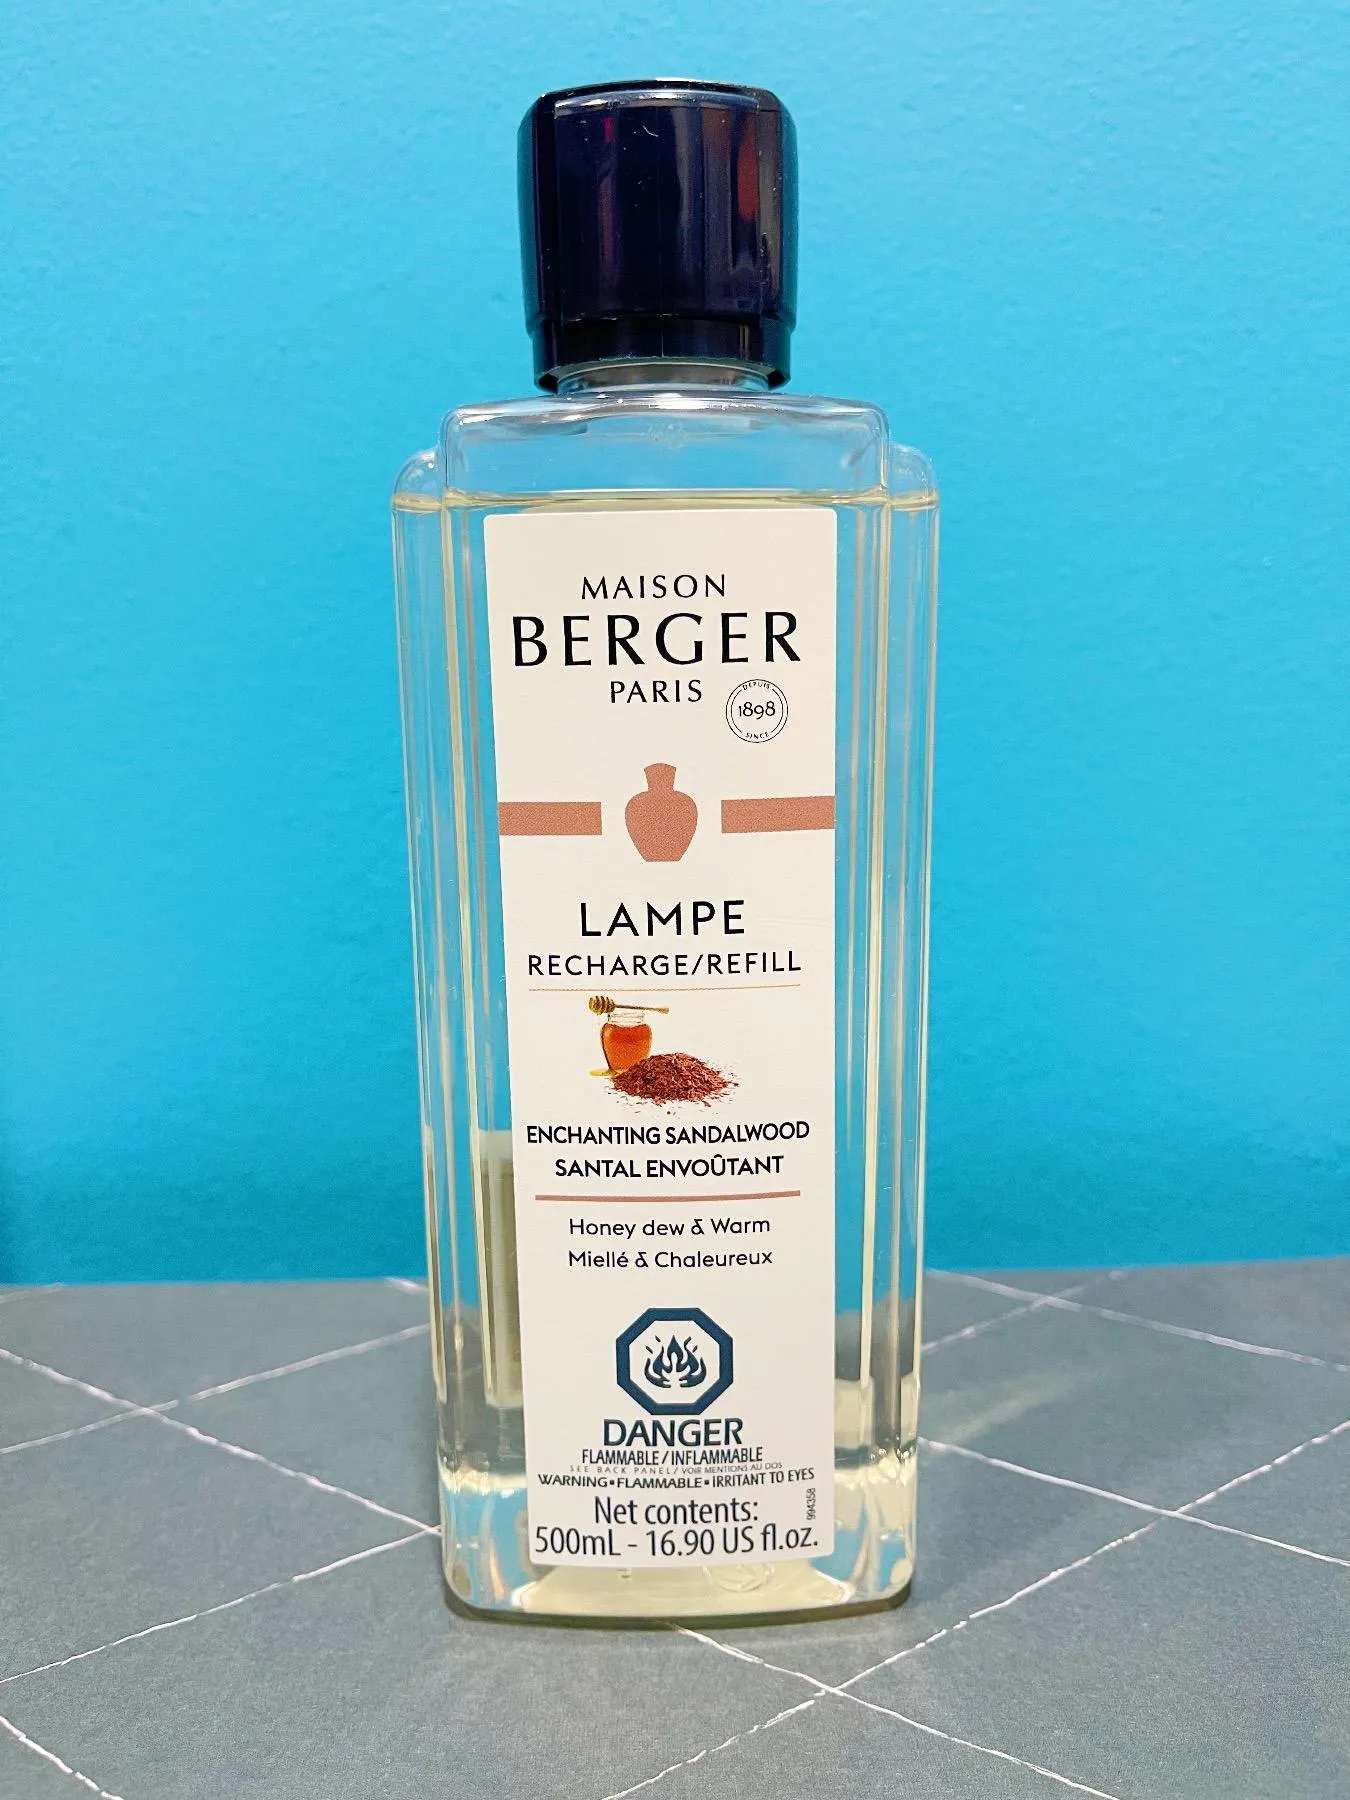 MAISON
BERGER
PARIS
DEPUIS
1898
SINCE
LAMPE
RECHARGE/REFILL
ENCHANTING SANDALWOOD
SANTAL ENVOÛTANT
Honey dew & Warm
Miellé & Chaleureux
DANGER
FLAMMABLE/INFLAMMABLE
SEE BACK PANEL/VOIR MENTIONS AU DOS
WARNING▪FLAMMABLE▪IRRITANT TO EYES
994358
Net contents:
500mL - 16.90 US fl.oz.